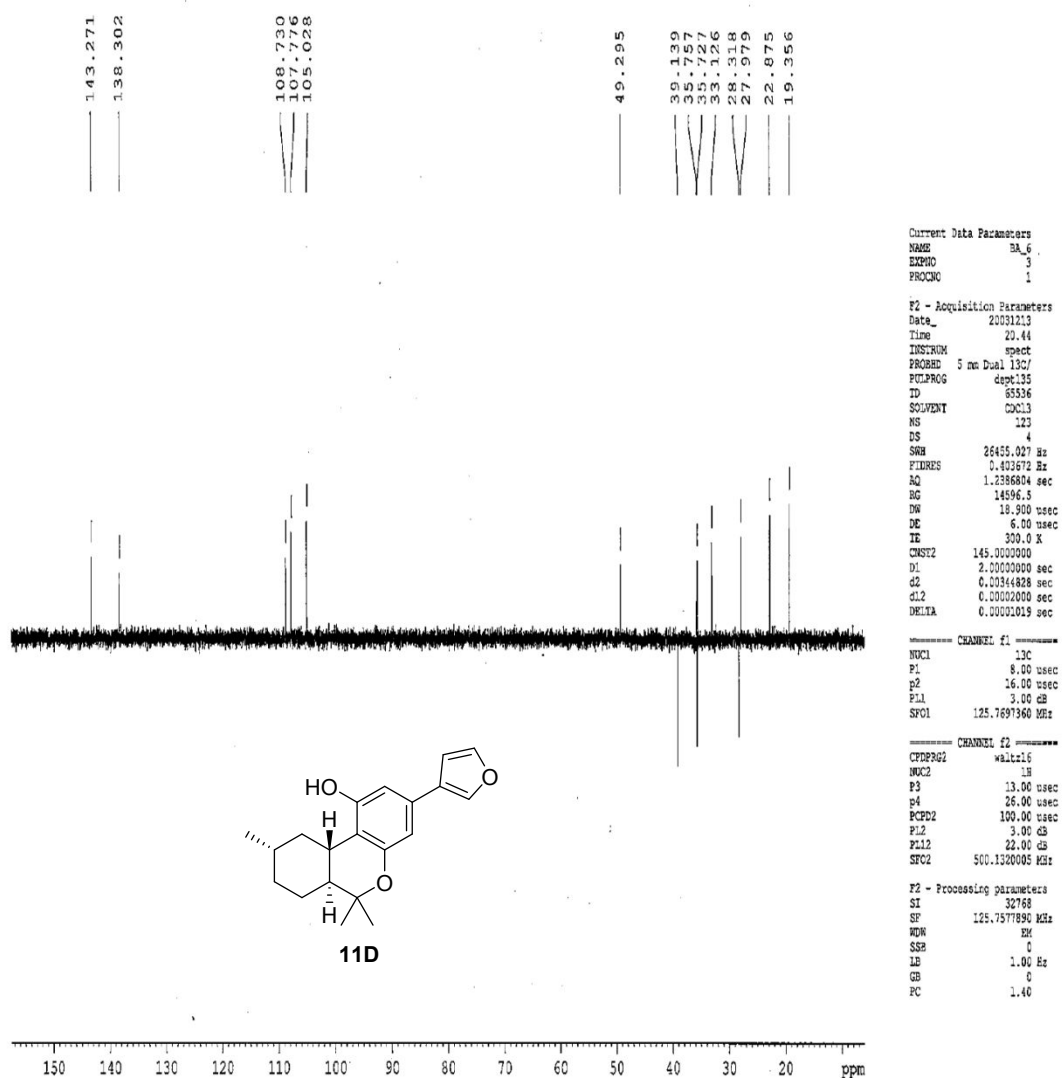 143.271
138.302
108.730
107.776
105.028
49.295
39.139
35.757
35.727
33.126
28.318
27.979
22.875
19.356
Current Data Parameters
NAME BA_6
EXPNO 3
PROCNO 1
F2 - Acquisition Parameters
Date_ 20031213
Time 20.44
INSTRUM spect
PROBHD 5 mm Dual 13C/
PULPROG dept135
TD 65536
SOLVENT CDCl3
NS 123
DS 4
SWH 26455.027 Hz
FIDRES 0.403672 Hz
AQ 1.2386804 sec
RG 14596.5
DW 18.900 usec
DE 6.00 usec
TE 300.0 K
CNST2 145.0000000
D1 2.00000000 sec
d2 0.00344828 sec
d12 0.00002000 sec
DELTA 0.00001019 sec
======== CHANNEL f1 ========
NUC1 13C
P1 8.00 usec
p2 16.00 usec
PL1 3.00 dB
SFO1 125.7697360 MHz
======== CHANNEL f2 ========
CPDPRG2 waltz16
NUC2 1H
P3 13.00 usec
p4 26.00 usec
PCPD2 100.00 usec
PL2 3.00 dB
PL12 22.00 dB
SFO2 500.1320005 MHz
F2 - Processing parameters
SI 32768
SF 125.7577890 MHz
WDW EM
SSB 0
LB 1.00 Hz
GB 0
PC 1.40
O
HO
H
O
H
11D
150 140 130 120 110 100 90 80 70 60 50 40 30 20 ppm